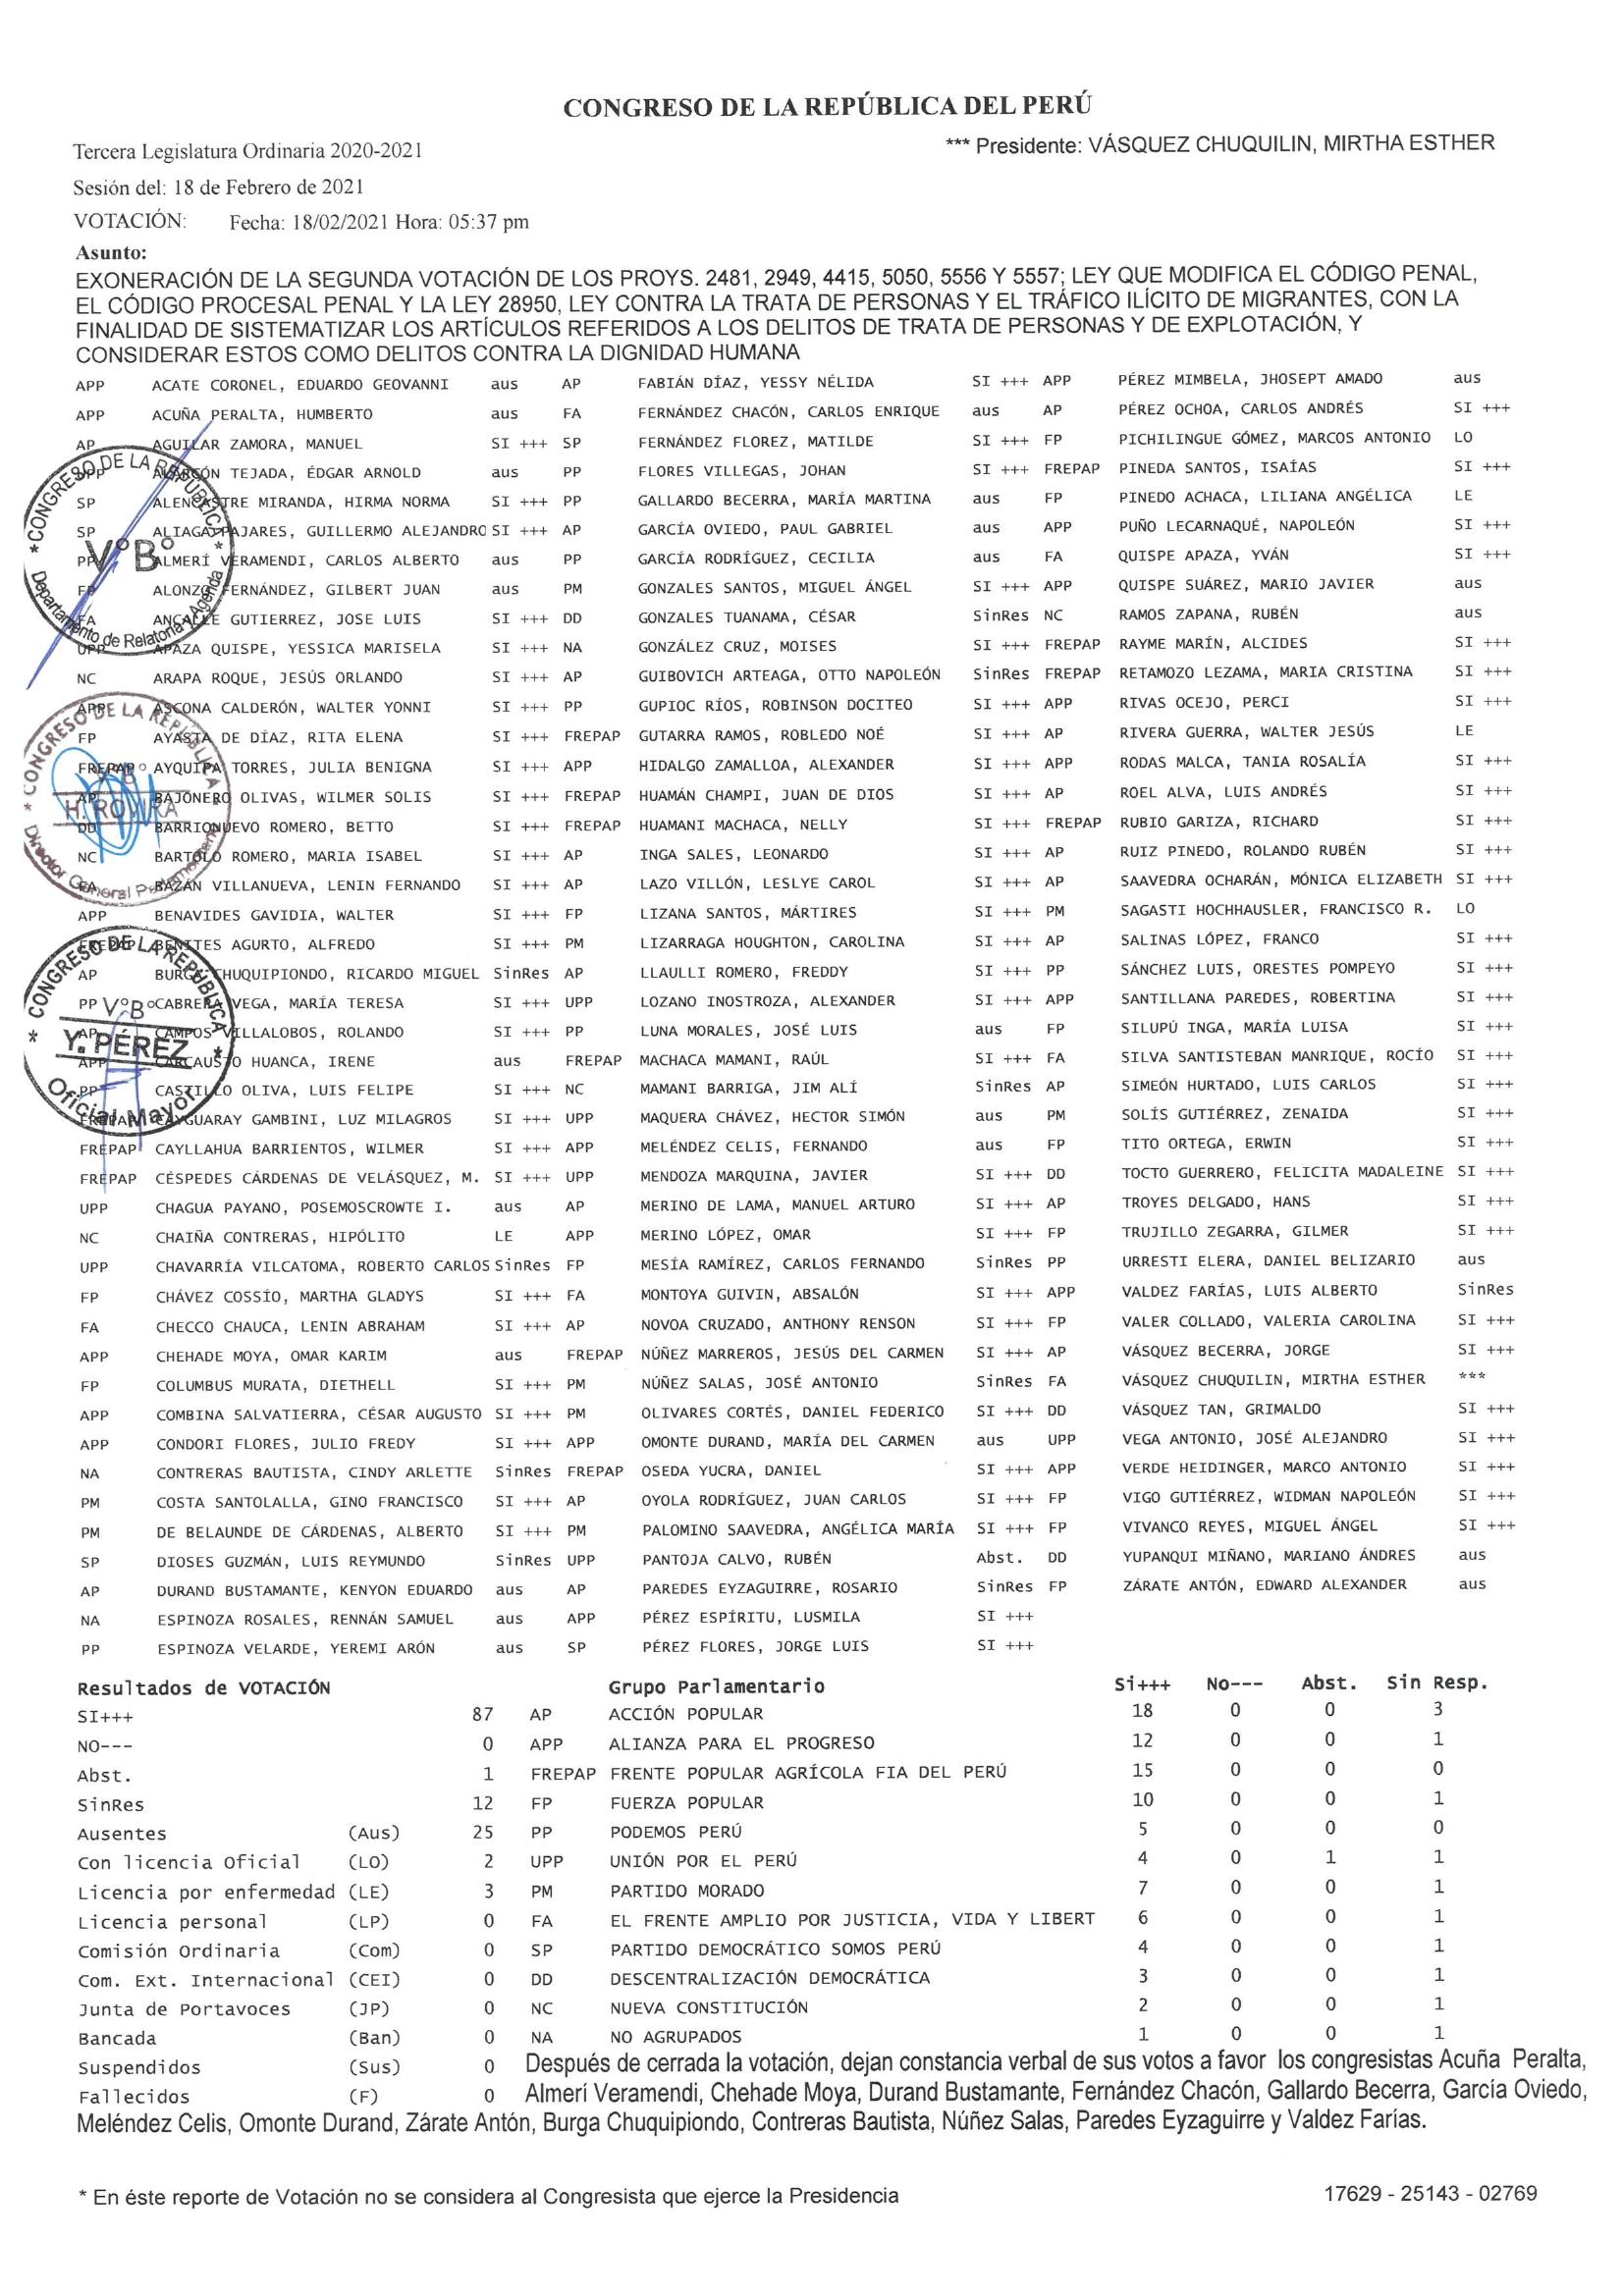 CONGRESO DE LA REPÚBLICA DEL PERÚ
Tercera Legislatura Ordinaria 2020-2021 *** Presidente: VÁSQUEZ CHUQUILIN, MIRTHA ESTHER
Sesión del: 18 de Febrero de 2021
VOTACIÓN: Fecha: 18/02/2021 Hora: 05:37 pm
Asunto:
EXONERACIÓN DE LA SEGUNDA VOTACIÓN DE LOS PROYS. 2481, 2949, 4415, 5050, 5556 Y 5557; LEY QUE MODIFICA EL CÓDIGO PENAL,
EL CÓDIGO PROCESAL PENAL Y LA LEY 28950, LEY CONTRA LA TRATA DE PERSONAS Y EL TRÁFICO ILÍCITO DE MIGRANTES, CON LA
FINALIDAD DE SISTEMATIZAR LOS ARTÍCULOS REFERIDOS A LOS DELITOS DE TRATA DE PERSONAS Y DE EXPLOTACIÓN, Y
CONSIDERAR ESTOS COMO DELITOS CONTRA LA DIGNIDAD HUMANA
APP ACATE CORONEL, EDUARDO GEOVANNI aus AP FABIÁN DÍAZ, YESSY NÉLIDA SI +++ APP PÉREZ MIMBELA, JHOSEPT AMADO aus
APP ACUÑA PERALTA, HUMBERTO aus FA FERNÁNDEZ CHACÓN, CARLOS ENRIQUE aus AP PÉREZ OCHOA, CARLOS ANDRÉS SI +++
AP AGUILAR ZAMORA, MANUEL SI +++ SP FERNÁNDEZ FLOREZ, MATILDE SI +++ FP PICHILINGUE GÓMEZ, MARCOS ANTONIO LO
UPP ALARCÓN TEJADA, ÉDGAR ARNOLD aus PP FLORES VILLEGAS, JOHAN SI +++ FREPAP PINEDA SANTOS, ISAÍAS SI +++
SP ALENCASTRE MIRANDA, HIRMA NORMA SI +++ PP GALLARDO BECERRA, MARÍA MARTINA aus FP PINEDO ACHACA, LILIANA ANGÉLICA LE
SP ALIAGA PAJARES, GUILLERMO ALEJANDRO SI +++ AP GARCÍA OVIEDO, PAUL GABRIEL aus APP PUÑO LECARNAQUÉ, NAPOLEÓN SI +++
PP ALMERÍ VERAMENDI, CARLOS ALBERTO aus PP GARCÍA RODRÍGUEZ, CECILIA aus FA QUISPE APAZA, YVÁN SI +++
FP ALONZO FERNÁNDEZ, GILBERT JUAN aus PM GONZALES SANTOS, MIGUEL ÁNGEL SI +++ APP QUISPE SUÁREZ, MARIO JAVIER aus
FA ANCALLE GUTIERREZ, JOSE LUIS SI +++ DD GONZALES TUANAMA, CÉSAR SinRes NC RAMOS ZAPANA, RUBÉN aus
UPP APAZA QUISPE, YESSICA MARISELA SI +++ NA GONZÁLEZ CRUZ, MOISES SI +++ FREPAP RAYME MARÍN, ALCIDES SI +++
NC ARAPA ROQUE, JESÚS ORLANDO SI +++ AP GUIBOVICH ARTEAGA, OTTO NAPOLEÓN SinRes FREPAP RETAMOZO LEZAMA, MARIA CRISTINA SI +++
APP ASCONA CALDERÓN, WALTER YONNI SI +++ PP GUPIOC RÍOS, ROBINSON DOCITEO SI +++ APP RIVAS OCEJO, PERCI SI +++
FP AYASTA DE DÍAZ, RITA ELENA SI +++ FREPAP GUTARRA RAMOS, ROBLEDO NOÉ SI +++ AP RIVERA GUERRA, WALTER JESÚS LE
FREPAP AYQUIPA TORRES, JULIA BENIGNA SI +++ APP HIDALGO ZAMALLOA, ALEXANDER SI +++ APP RODAS MALCA, TANIA ROSALÍA SI +++
AP BAJONERO OLIVAS, WILMER SOLIS SI +++ FREPAP HUAMÁN CHAMPI, JUAN DE DIOS SI +++ AP ROEL ALVA, LUIS ANDRÉS SI +++
DD BARRIONUEVO ROMERO, BETTO SI +++ FREPAP HUAMANI MACHACA, NELLY SI +++ FREPAP RUBIO GARIZA, RICHARD SI +++
NC BARTOLO ROMERO, MARIA ISABEL SI +++ AP INGA SALES, LEONARDO SI +++ AP RUIZ PINEDO, ROLANDO RUBÉN SI +++
FA BAZÁN VILLANUEVA, LENIN FERNANDO SI +++ AP LAZO VILLÓN, LESLYE CAROL SI +++ AP SAAVEDRA OCHARÁN, MÓNICA ELIZABETH SI +++
APP BENAVIDES GAVIDIA, WALTER SI +++ FP LIZANA SANTOS, MÁRTIRES SI +++ PM SAGASTI HOCHHAUSLER, FRANCISCO R. LO
FREPAP BENITES AGURTO, ALFREDO SI +++ PM LIZARRAGA HOUGHTON, CAROLINA SI +++ AP SALINAS LÓPEZ, FRANCO SI +++
AP BURGA CHUQUIPIONDO, RICARDO MIGUEL SinRes AP LLAULLI ROMERO, FREDDY SI +++ PP SÁNCHEZ LUIS, ORESTES POMPEYO SI +++
PP CABRERA VEGA, MARÍA TERESA SI +++ UPP LOZANO INOSTROZA, ALEXANDER SI +++ APP SANTILLANA PAREDES, ROBERTINA SI +++
AP CAMPOS VILLALOBOS, ROLANDO SI +++ PP LUNA MORALES, JOSÉ LUIS aus FP SILUPÚ INGA, MARÍA LUISA SI +++
APP CARCAUSTO HUANCA, IRENE aus FREPAP MACHACA MAMANI, RAÚL SI +++ FA SILVA SANTISTEBAN MANRIQUE, ROCÍO SI +++
PP CASTILLO OLIVA, LUIS FELIPE SI +++ NC MAMANI BARRIGA, JIM ALÍ SinRes AP SIMEÓN HURTADO, LUIS CARLOS SI +++
FREPAP CAYGUARAY GAMBINI, LUZ MILAGROS SI +++ UPP MAQUERA CHÁVEZ, HECTOR SIMÓN aus PM SOLÍS GUTIÉRREZ, ZENAIDA SI +++
FREPAP CAYLLAHUA BARRIENTOS, WILMER SI +++ APP MELÉNDEZ CELIS, FERNANDO aus FP TITO ORTEGA, ERWIN SI +++
FREPAP CÉSPEDES CÁRDENAS DE VELÁSQUEZ, M. SI +++ UPP MENDOZA MARQUINA, JAVIER SI +++ DD TOCTO GUERRERO, FELICITA MADALEINE SI +++
UPP CHAGUA PAYANO, POSEMOSCROWTE I. aus AP MERINO DE LAMA, MANUEL ARTURO SI +++ AP TROYES DELGADO, HANS SI +++
NC CHAIÑA CONTRERAS, HIPÓLITO LE APP MERINO LÓPEZ, OMAR SI +++ FP TRUJILLO ZEGARRA, GILMER SI +++
UPP CHAVARRÍA VILCATOMA, ROBERTO CARLOS SinRes FP MESÍA RAMÍREZ, CARLOS FERNANDO SinRes PP URRESTI ELERA, DANIEL BELIZARIO aus
FP CHÁVEZ COSSÍO, MARTHA GLADYS SI +++ FA MONTOYA GUIVIN, ABSALÓN SI +++ APP VALDEZ FARÍAS, LUIS ALBERTO SinRes
FA CHECCO CHAUCA, LENIN ABRAHAM SI +++ AP NOVOA CRUZADO, ANTHONY RENSON SI +++ FP VALER COLLADO, VALERIA CAROLINA SI +++
APP CHEHADE MOYA, OMAR KARIM aus FREPAP NÚÑEZ MARREROS, JESÚS DEL CARMEN SI +++ AP VÁSQUEZ BECERRA, JORGE SI +++
FP COLUMBUS MURATA, DIETHELL SI +++ PM NÚÑEZ SALAS, JOSÉ ANTONIO SinRes FA VÁSQUEZ CHUQUILIN, MIRTHA ESTHER ***
APP COMBINA SALVATIERRA, CÉSAR AUGUSTO SI +++ PM OLIVARES CORTÉS, DANIEL FEDERICO SI +++ DD VÁSQUEZ TAN, GRIMALDO SI +++
APP CONDORI FLORES, JULIO FREDY SI +++ APP OMONTE DURAND, MARÍA DEL CARMEN aus UPP VEGA ANTONIO, JOSÉ ALEJANDRO SI +++
NA CONTRERAS BAUTISTA, CINDY ARLETTE SinRes FREPAP OSEDA YUCRA, DANIEL SI +++ APP VERDE HEIDINGER, MARCO ANTONIO SI +++
PM COSTA SANTOLALLA, GINO FRANCISCO SI +++ AP OYOLA RODRÍGUEZ, JUAN CARLOS SI +++ FP VIGO GUTIÉRREZ, WIDMAN NAPOLEÓN SI +++
PM DE BELAUNDE DE CÁRDENAS, ALBERTO SI +++ PM PALOMINO SAAVEDRA, ANGÉLICA MARÍA SI +++ FP VIVANCO REYES, MIGUEL ÁNGEL SI +++
SP DIOSES GUZMÁN, LUIS REYMUNDO SinRes UPP PANTOJA CALVO, RUBÉN Abst. DD YUPANQUI MIÑANO, MARIANO ÁNDRES aus
AP DURAND BUSTAMANTE, KENYON EDUARDO aus AP PAREDES EYZAGUIRRE, ROSARIO SinRes FP ZÁRATE ANTÓN, EDWARD ALEXANDER aus
NA ESPINOZA ROSALES, RENNÁN SAMUEL aus APP PÉREZ ESPÍRITU, LUSMILA SI +++
PP ESPINOZA VELARDE, YEREMI ARÓN aus SP PÉREZ FLORES, JORGE LUIS SI +++
*CONGRESO DE LA REPÚBLICA*
V°B°
Departamento de Relatoria y Agenda
* CONGRESO DE LA REPÚBLICA *
V°B°
H. ROVIRA
Director General Parlamentario
* CONGRESO DE LA REPÚBLICA *
V°B°
Y. PÉREZ
Oficial Mayor
Resultados de VOTACIÓN Grupo Parlamentario Si+++ No--- Abst. Sin Resp.
SI+++ 87 AP ACCIÓN POPULAR 18 0 0 3
NO--- 0 APP ALIANZA PARA EL PROGRESO 12 0 0 1
Abst. 1 FREPAP FRENTE POPULAR AGRÍCOLA FIA DEL PERÚ 15 0 0 0
SinRes 12 FP FUERZA POPULAR 10 0 0 1
Ausentes (Aus) 25 PP PODEMOS PERÚ 5 0 0 0
Con licencia Oficial (LO) 2 UPP UNIÓN POR EL PERÚ 4 0 1 1
Licencia por enfermedad (LE) 3 PM PARTIDO MORADO 7 0 0 1
Licencia personal (LP) 0 FA EL FRENTE AMPLIO POR JUSTICIA, VIDA Y LIBERT 6 0 0 1
Comisión Ordinaria (Com) 0 SP PARTIDO DEMOCRÁTICO SOMOS PERÚ 4 0 0 1
Com. Ext. Internacional (CEI) 0 DD DESCENTRALIZACIÓN DEMOCRÁTICA 3 0 0 1
Junta de Portavoces (JP) 0 NC NUEVA CONSTITUCIÓN 2 0 0 1
Bancada (Ban) 0 NA NO AGRUPADOS 1 0 0 1
Suspendidos (Sus) 0 Después de cerrada la votación, dejan constancia verbal de sus votos a favor los congresistas Acuña Peralta,
Fallecidos (F) 0 Almerí Veramendi, Chehade Moya, Durand Bustamante, Fernández Chacón, Gallardo Becerra, García Oviedo,
Meléndez Celis, Omonte Durand, Zárate Antón, Burga Chuquipiondo, Contreras Bautista, Núñez Salas, Paredes Eyzaguirre y Valdez Farías.
* En éste reporte de Votación no se considera al Congresista que ejerce la Presidencia 17629 - 25143 - 02769